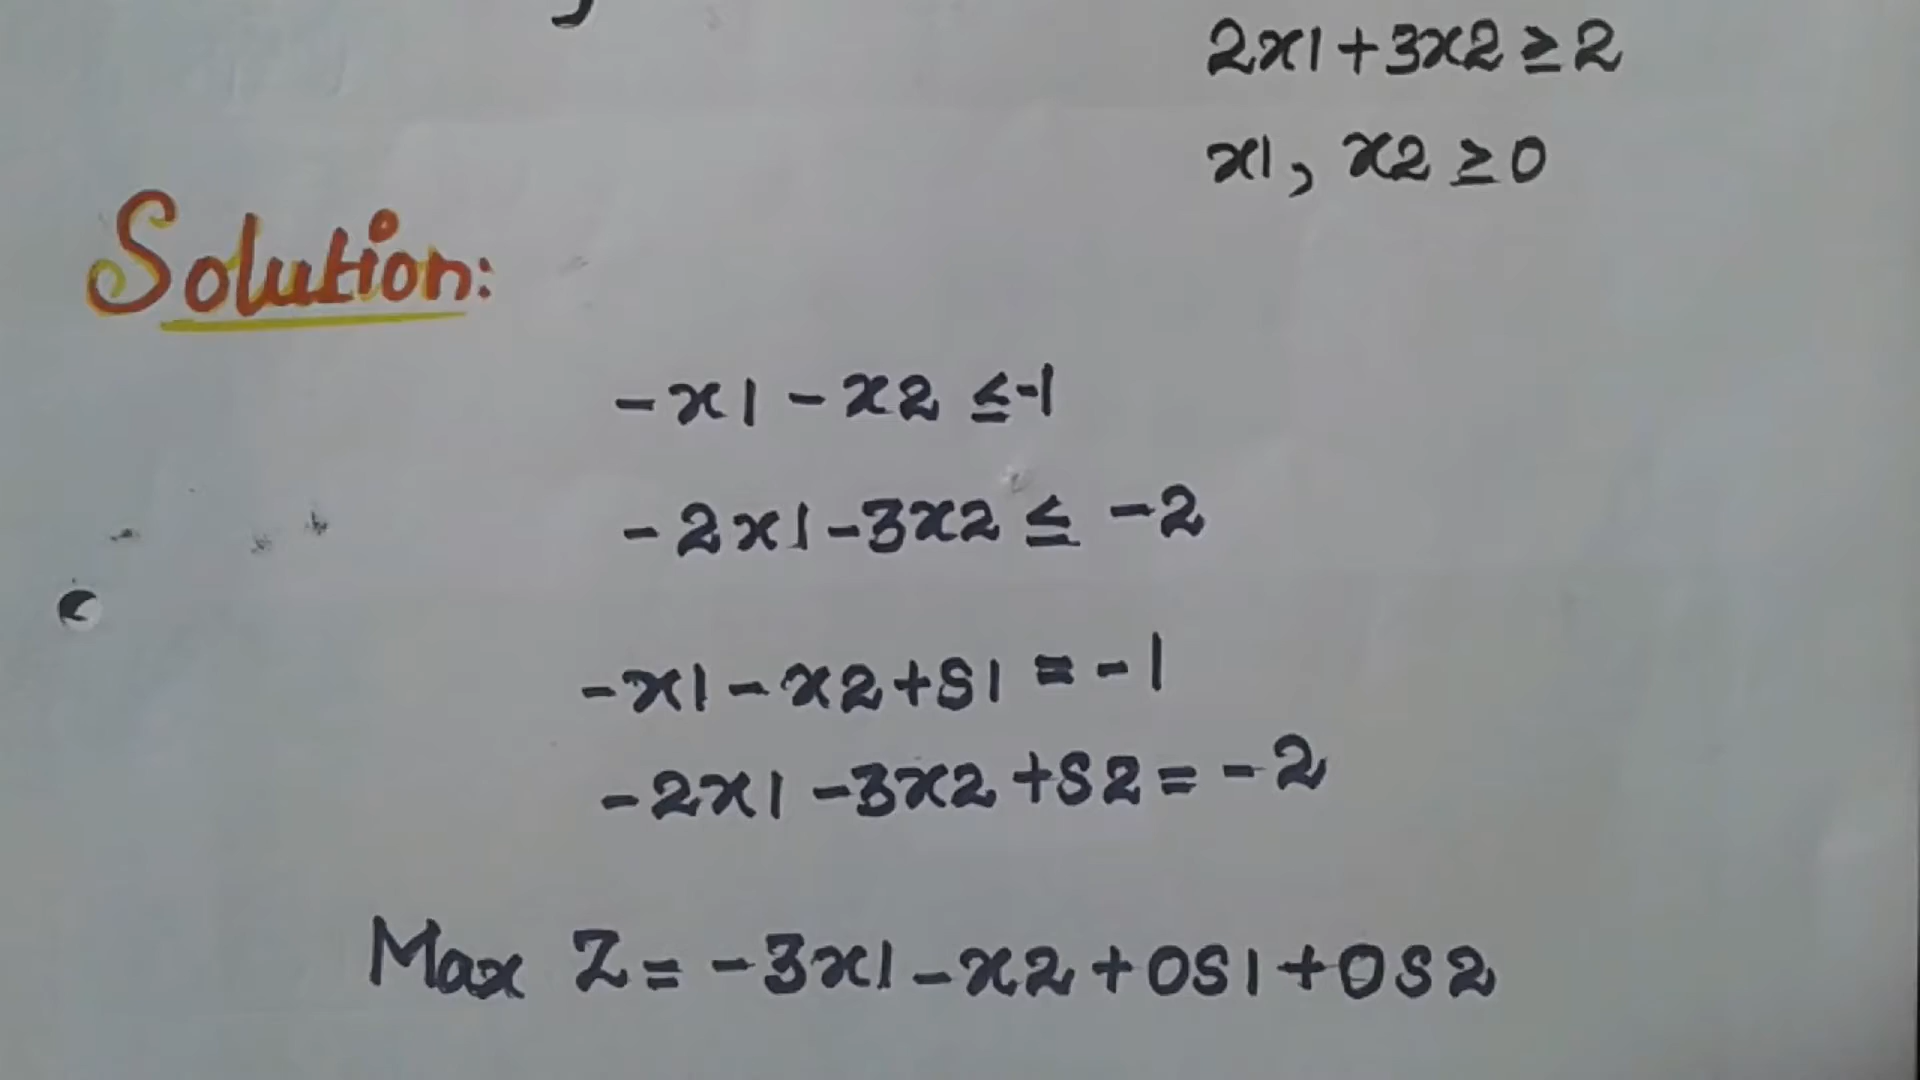 2x1+3x2≥2
x1, x2≥0
Solution:
-x1-x2≤-1
-2x1-3x2≤-2
-x1-x2+S1=-1
-2x1-3x2+S2=-2
Max Z=-3x1-x2+0S1+0S2